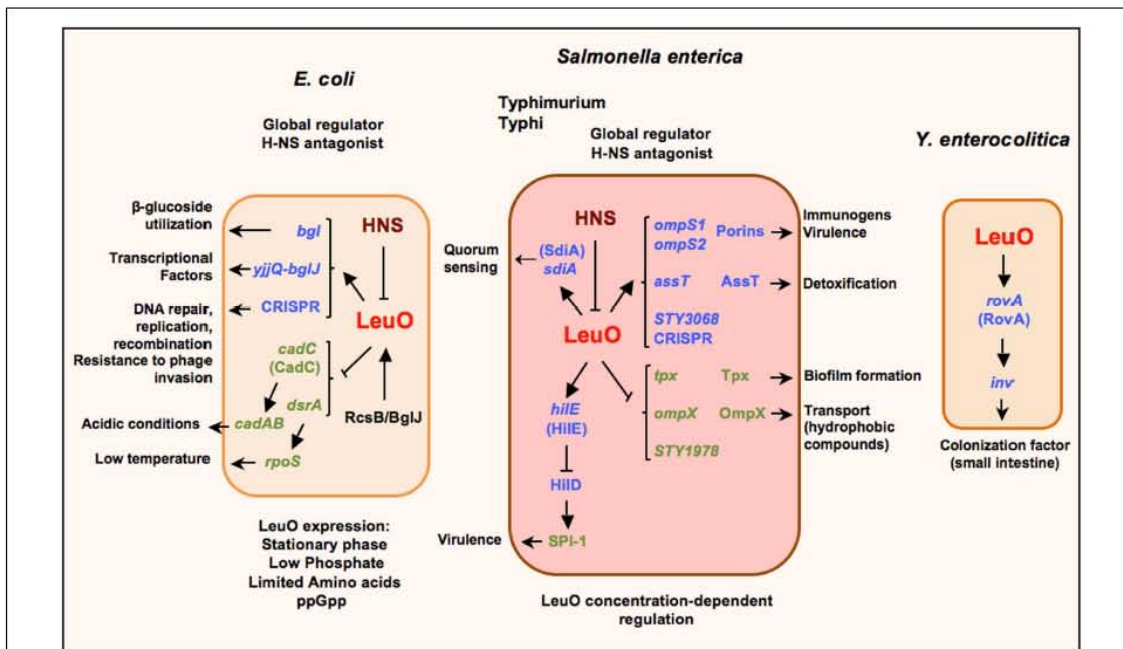 E. coli
Global regulator
H-NS antagonist
β-glucoside
utilization
Transcriptional
Factors
DNA repair,
replication,
recombination
Resistance to phage
invasion
Acidic conditions
Low temperature
bgl
yjjQ-bglJ
CRISPR
cadC
(CadC)
dsrA
cadAB
rpoS
HNS
LeuO
RcsB/BglJ
LeuO expression:
Stationary phase
Low Phosphate
Limited Amino acids
ppGpp
Salmonella enterica
Typhimurium
Typhi
Global regulator
H-NS antagonist
Quorum
sensing
(SdiA)
sdiA
HNS
LeuO
hilE
(HilE)
HilD
SPI-1
Virulence
ompS1
ompS2
Porins
Immunogens
Virulence
assT
AssT
Detoxification
STY3068
CRISPR
tpx
Tpx
Biofilm formation
ompX
OmpX
Transport
(hydrophobic
compounds)
STY1978
LeuO concentration-dependent
regulation
Y. enterocolitica
LeuO
rovA
(RovA)
inv
Colonization factor
(small intestine)